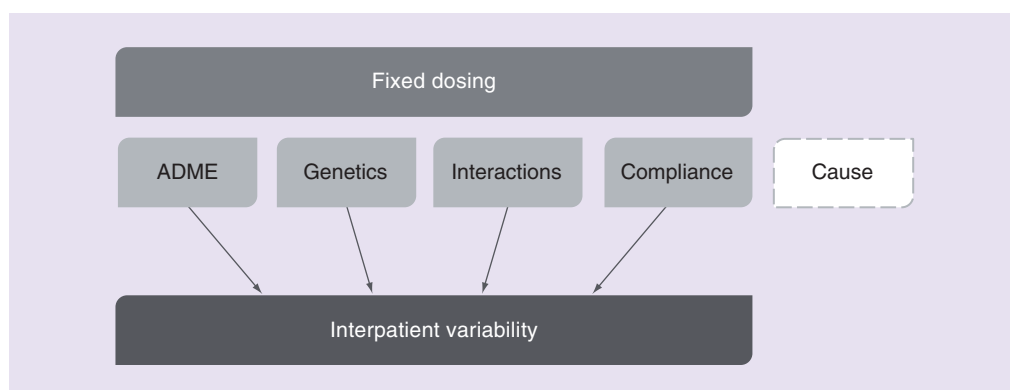 Fixed dosing
ADME Genetics Interactions Compliance Cause
Interpatient variability